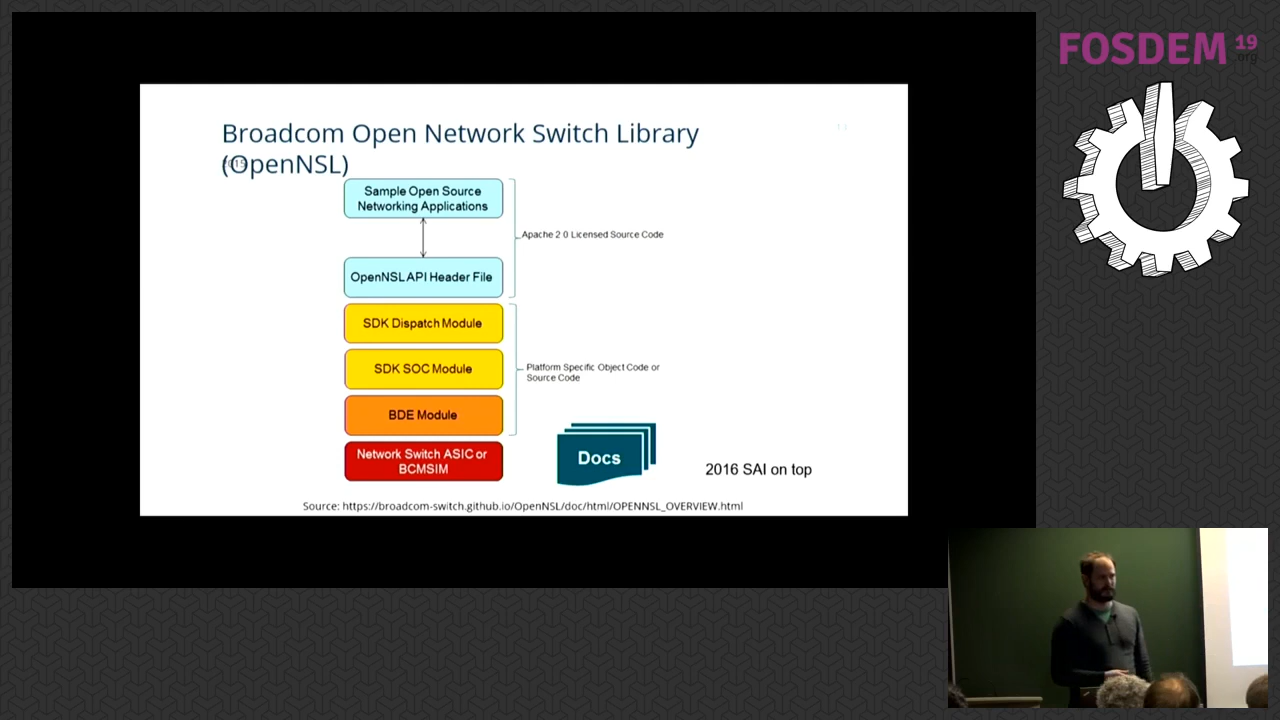 FOSDEM 19
.org
Broadcom Open Network Switch Library
(OpenNSL)
2015
11
Sample Open Source
Networking Applications
Apache 2 0 Licensed Source Code
OpenNSL API Header File
SDK Dispatch Module
SDK SOC Module
Platform Specific Object Code or
Source Code
BDE Module
Network Switch ASIC or
BCMSIM
Docs
2016 SAI on top
Source: https://broadcom-switch.github.io/OpenNSL/doc/html/OPENNSL_OVERVIEW.html